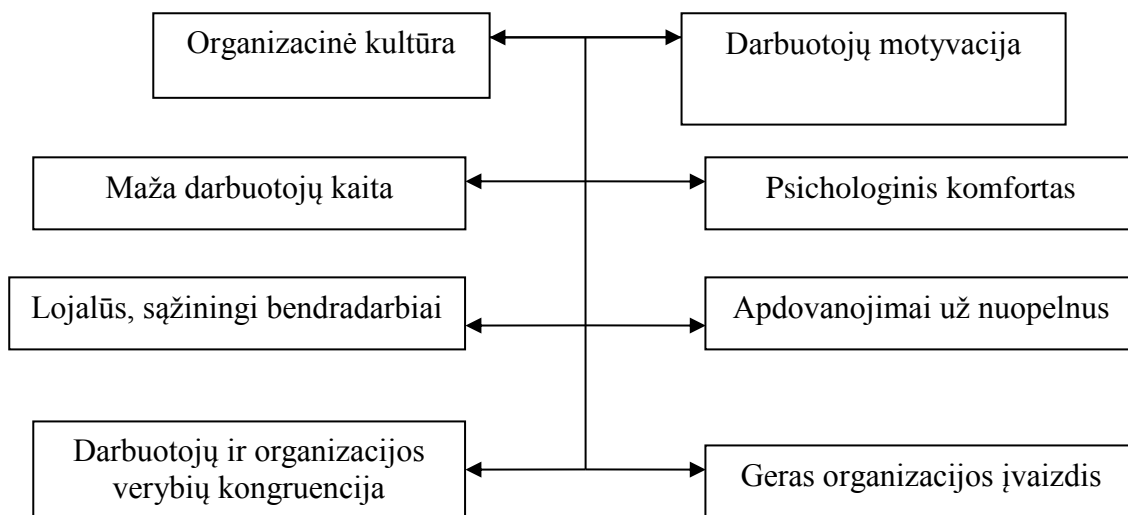 Organizacinė kultūra
Darbuotojų motyvacija
Maža darbuotojų kaita
Psichologinis komfortas
Lojalūs, sąžiningi bendradarbiai
Apdovanojimai už nuopelnus
Darbuotojų ir organizacijos
verybių kongruencija
Geras organizacijos įvaizdis